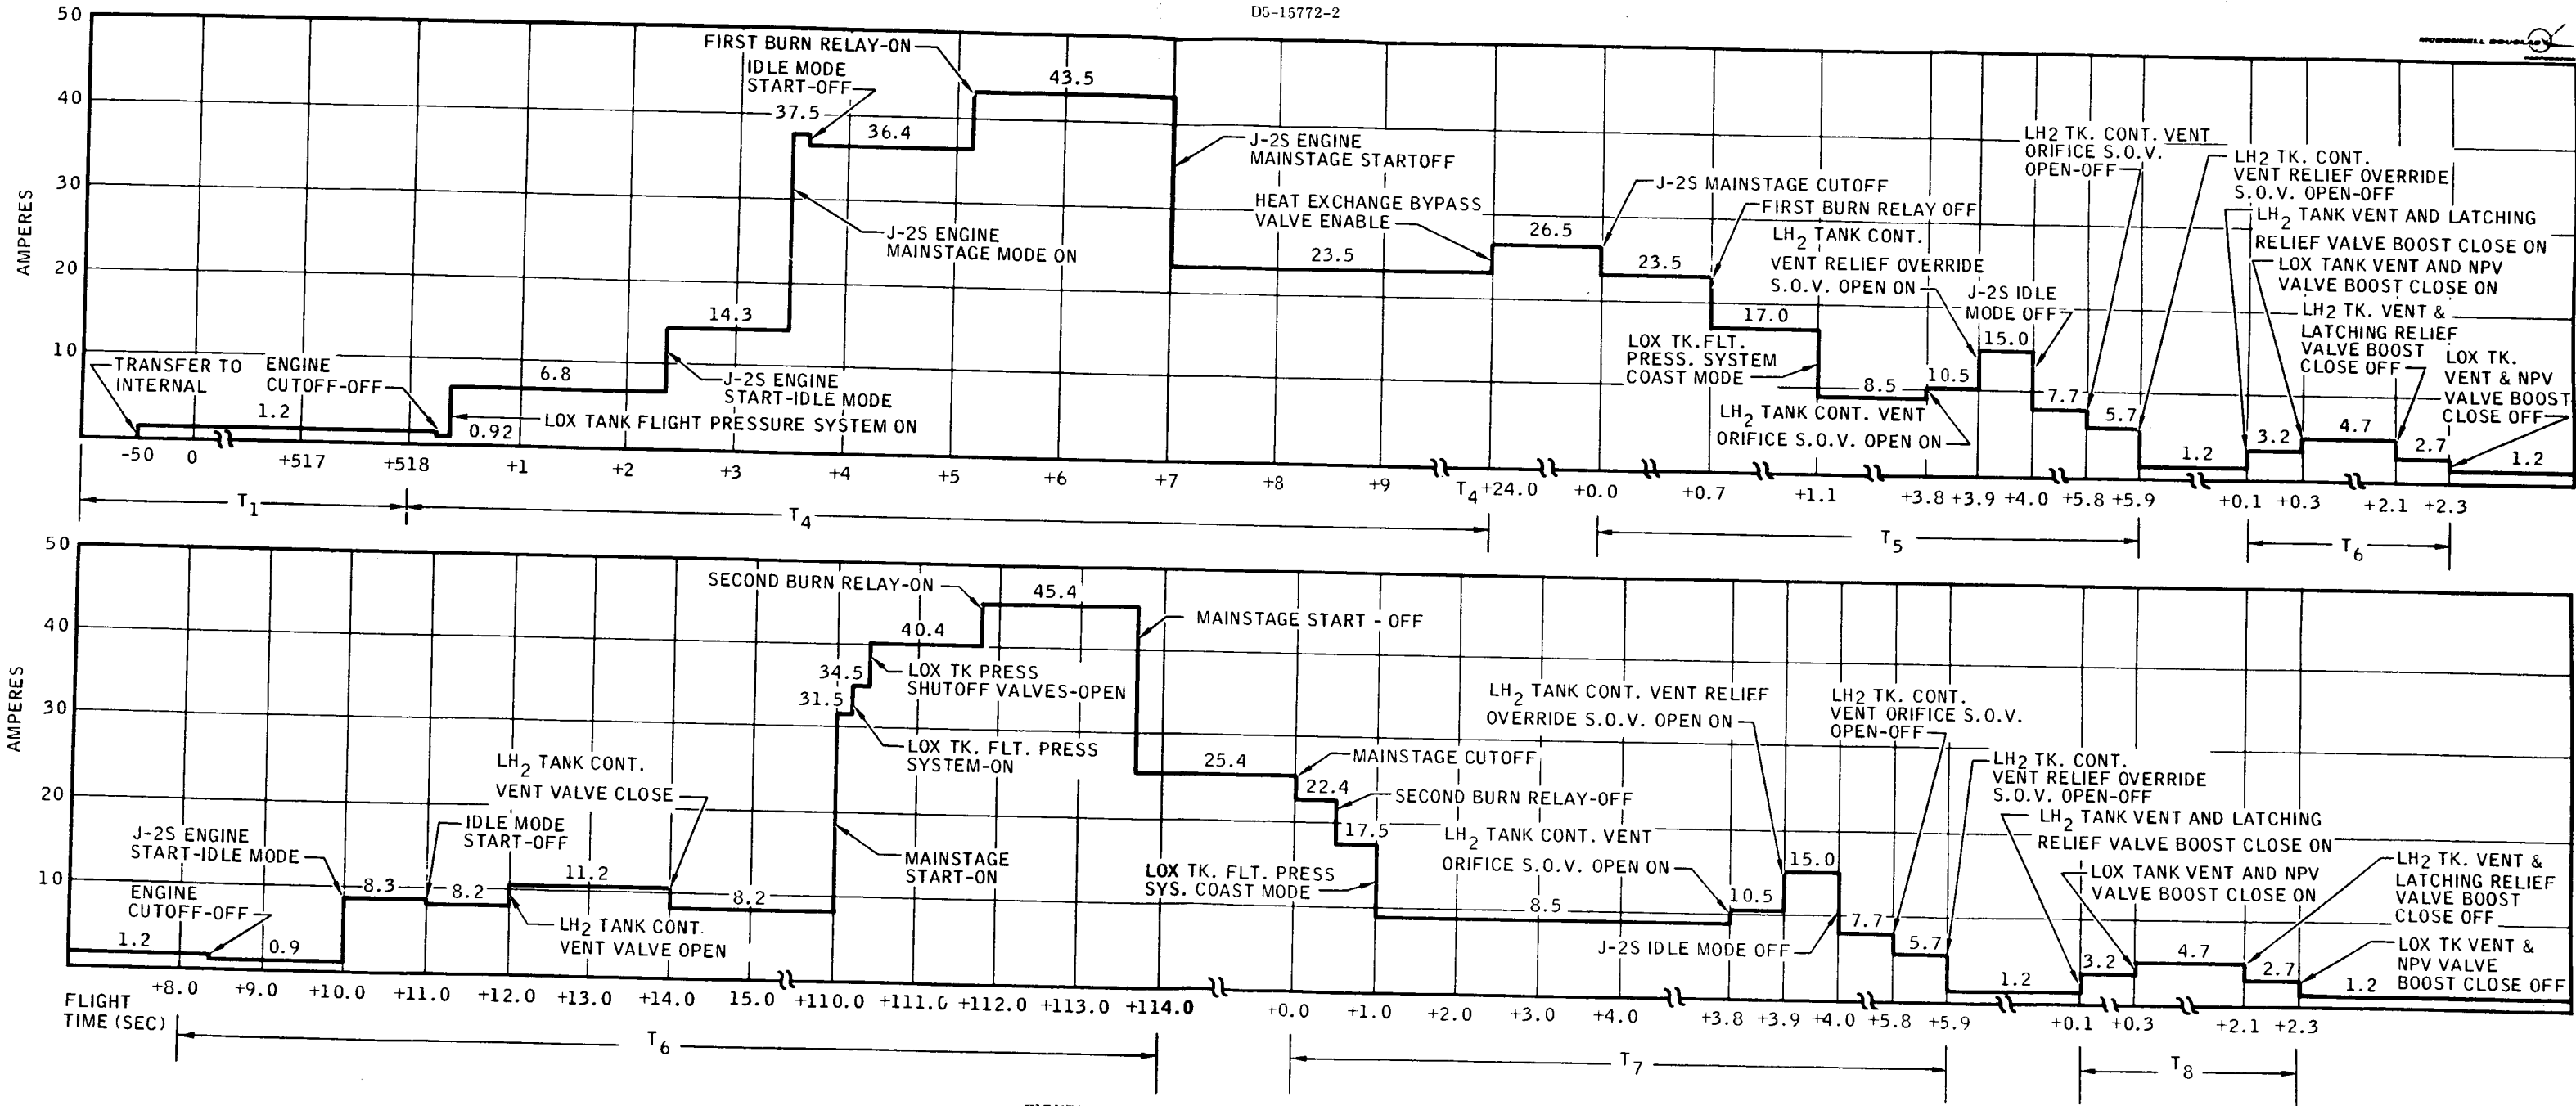 D5-15772-2
MCDONNELL DOUGLAS
50
40
30
20
10
AMPERES
TRANSFER TO
INTERNAL
ENGINE
CUTOFF-OFF
1.2
0.92
LOX TANK FLIGHT PRESSURE SYSTEM ON
6.8
J-2S ENGINE
START-IDLE MODE
14.3
J-2S ENGINE
MAINSTAGE MODE ON
37.5
IDLE MODE
START-OFF
36.4
FIRST BURN RELAY-ON
43.5
J-2S ENGINE
MAINSTAGE STARTOFF
23.5
HEAT EXCHANGE BYPASS
VALVE ENABLE
26.5
J-2S MAINSTAGE CUTOFF
23.5
FIRST BURN RELAY OFF
17.0
LOX TK.FLT.
PRESS. SYSTEM
COAST MODE
8.5
LH2 TANK CONT. VENT
ORIFICE S.O.V. OPEN ON
10.5
LH2 TANK CONT.
VENT RELIEF OVERRIDE
S.O.V. OPEN ON
15.0
J-2S IDLE
MODE OFF
7.7
LH2 TK. CONT. VENT
ORIFICE S.O.V.
OPEN-OFF
5.7
LH2 TK. CONT.
VENT RELIEF OVERRIDE
S.O.V. OPEN-OFF
1.2
LH2 TANK VENT AND LATCHING
RELIEF VALVE BOOST CLOSE ON
3.2
LOX TANK VENT AND NPV
VALVE BOOST CLOSE ON
4.7
LH2 TK. VENT &
LATCHING RELIEF
VALVE BOOST
CLOSE OFF
2.7
LOX TK.
VENT & NPV
VALVE BOOST
CLOSE OFF
1.2
-50 0 +517 +518 +1 +2 +3 +4 +5 +6 +7 +8 +9 T4+24.0 +0.0 +0.7 +1.1 +3.8 +3.9 +4.0 +5.8 +5.9 +0.1 +0.3 +2.1 +2.3
T1 T4 T5 T6
50
40
30
20
10
AMPERES
1.2
ENGINE
CUTOFF-OFF
0.9
J-2S ENGINE
START-IDLE MODE
8.3
IDLE MODE
START-OFF
8.2
LH2 TANK CONT.
VENT VALVE OPEN
11.2
LH2 TANK CONT.
VENT VALVE CLOSE
8.2
MAINSTAGE
START-ON
31.5
LOX TK. FLT. PRESS
SYSTEM-ON
34.5
LOX TK PRESS
SHUTOFF VALVES-OPEN
40.4
SECOND BURN RELAY-ON
45.4
MAINSTAGE START - OFF
25.4
MAINSTAGE CUTOFF
22.4
SECOND BURN RELAY-OFF
17.5
LOX TK. FLT. PRESS
SYS. COAST MODE
8.5
LH2 TANK CONT. VENT
ORIFICE S.O.V. OPEN ON
10.5
LH2 TANK CONT. VENT RELIEF
OVERRIDE S.O.V. OPEN ON
15.0
J-2S IDLE MODE OFF
7.7
LH2 TK. CONT.
VENT ORIFICE S.O.V.
OPEN-OFF
5.7
LH2 TK. CONT.
VENT RELIEF OVERRIDE
S.O.V. OPEN-OFF
1.2
LH2 TANK VENT AND LATCHING
RELIEF VALVE BOOST CLOSE ON
3.2
LOX TANK VENT AND NPV
VALVE BOOST CLOSE ON
4.7
LH2 TK. VENT &
LATCHING RELIEF
VALVE BOOST
CLOSE OFF
2.7
LOX TK VENT &
NPV VALVE
BOOST CLOSE OFF
1.2
FLIGHT
TIME (SEC)
+8.0 +9.0 +10.0 +11.0 +12.0 +13.0 +14.0 15.0 +110.0 +111.0 +112.0 +113.0 +114.0 +0.0 +1.0 +2.0 +3.0 +4.0 +3.8 +3.9 +4.0 +5.8 +5.9 +0.1 +0.3 +2.1 +2.3
T6 T7 T8